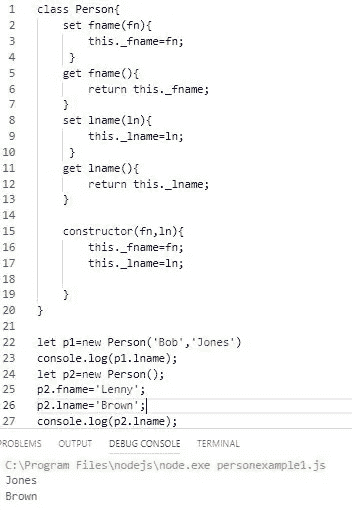 1 class Person{
2 set fname(fn){
3 this._fname=fn;
4 }
5 get fname(){
6 return this._fname;
7 }
8 set lname(ln){
9 this._lname=ln;
10 }
11 get lname(){
12 return this._lname;
13 }
14
15 constructor(fn,ln){
16 this._fname=fn;
17 this._lname=ln;
18
19 }
20 }
21
22 let p1=new Person('Bob','Jones')
23 console.log(p1.lname);
24 let p2=new Person();
25 p2.fname='Lenny';
26 p2.lname='Brown';
27 console.log(p2.lname);
ROBLEMS OUTPUT DEBUG CONSOLE TERMINAL
C:\Program Files\nodejs\node.exe personexample1.js
Jones
Brown